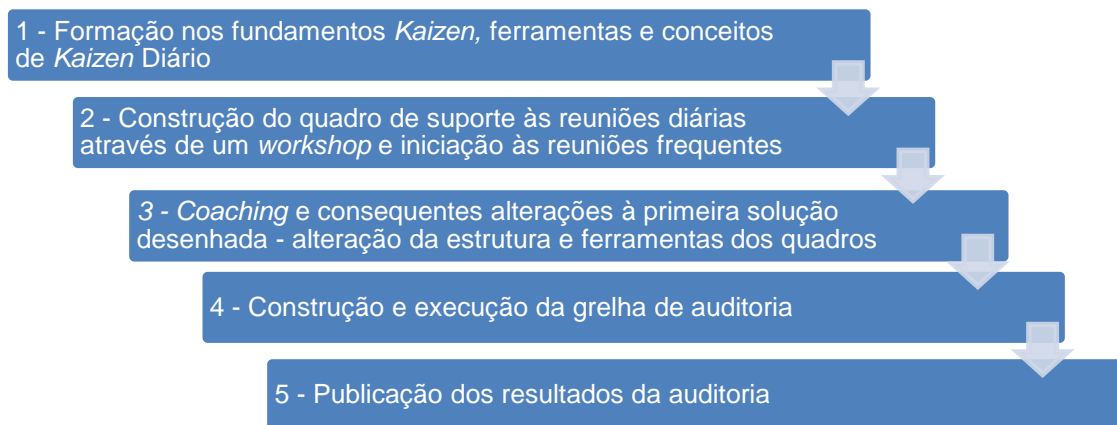 1 - Formação nos fundamentos Kaizen, ferramentas e conceitos
de Kaizen Diário
2 - Construção do quadro de suporte às reuniões diárias
através de um workshop e iniciação às reuniões frequentes
3 - Coaching e consequentes alterações à primeira solução
desenhada - alteração da estrutura e ferramentas dos quadros
4 - Construção e execução da grelha de auditoria
5 - Publicação dos resultados da auditoria